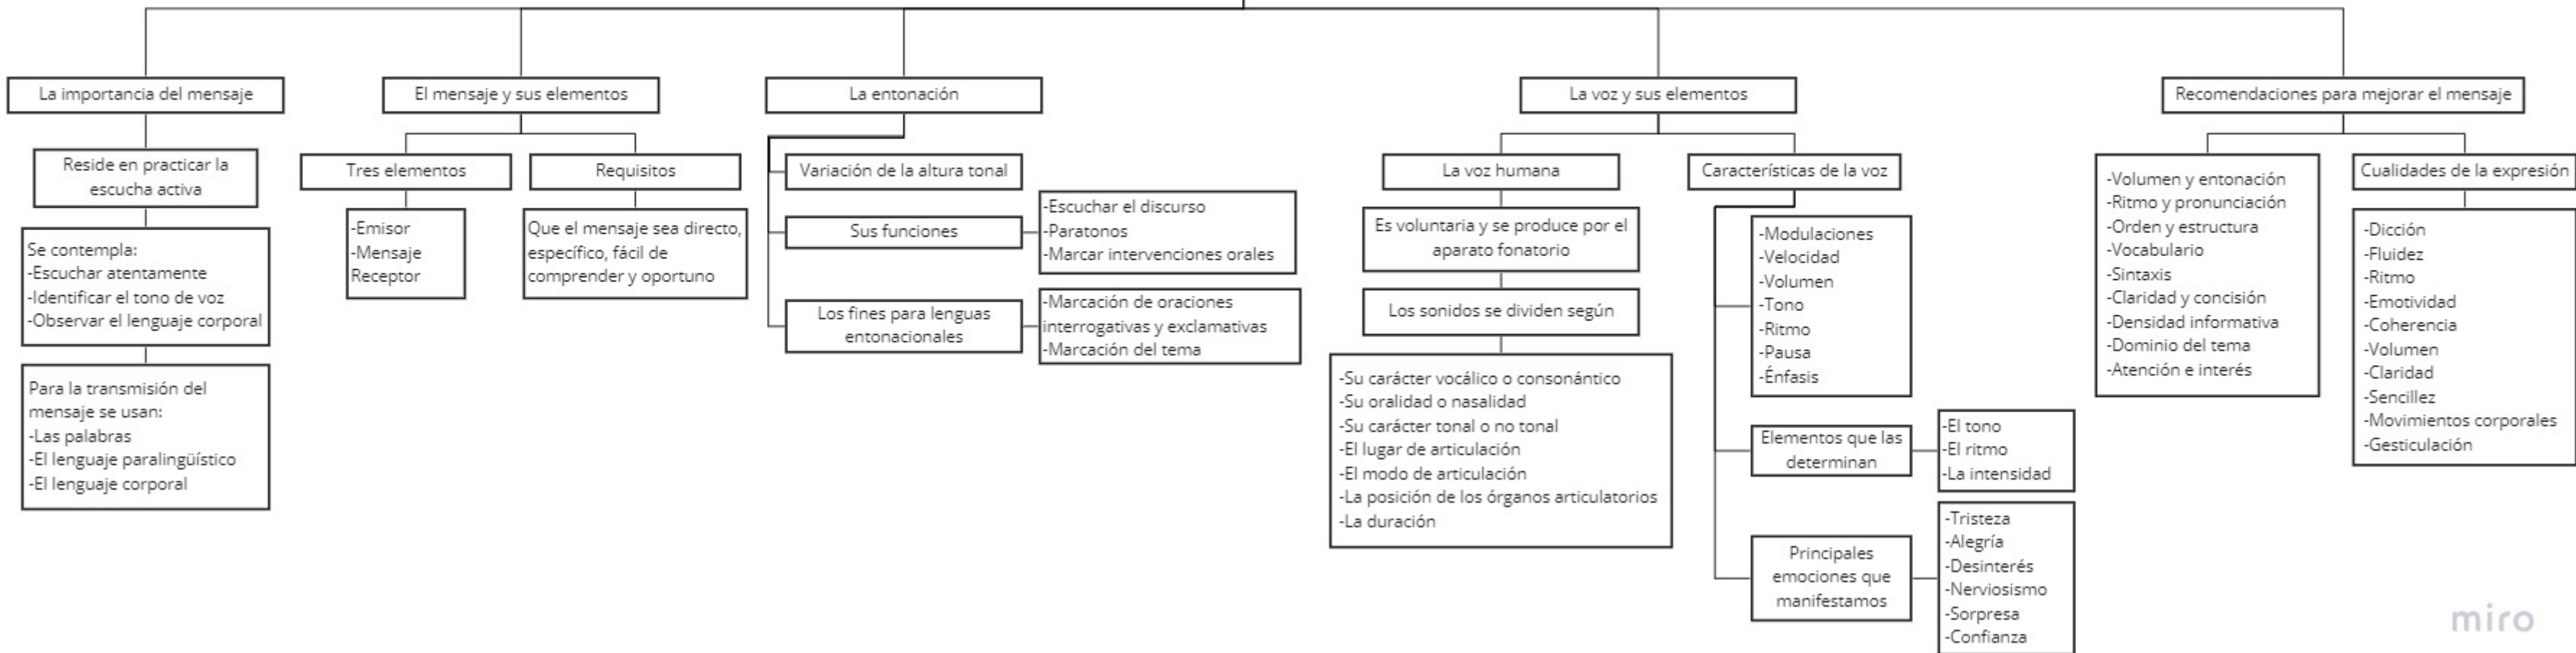 La importancia del mensaje
Reside en practicar la
escucha activa
Se contempla:
-Escuchar atentamente
-Identificar el tono de voz
-Observar el lenguaje corporal
Para la transmisión del
mensaje se usan:
-Las palabras
-El lenguaje paralingüístico
-El lenguaje corporal
El mensaje y sus elementos
Tres elementos
-Emisor
-Mensaje
Receptor
Requisitos
Que el mensaje sea directo,
específico, fácil de
comprender y oportuno
La entonación
Variación de la altura tonal
Sus funciones
-Escuchar el discurso
-Paratonos
-Marcar intervenciones orales
Los fines para lenguas
entonacionales
-Marcación de oraciones
interrogativas y exclamativas
-Marcación del tema
La voz y sus elementos
La voz humana
Es voluntaria y se produce por el
aparato fonatorio
Los sonidos se dividen según
-Su carácter vocálico o consonántico
-Su oralidad o nasalidad
-Su carácter tonal o no tonal
-El lugar de articulación
-El modo de articulación
-La posición de los órganos articulatorios
-La duración
Características de la voz
-Modulaciones
-Velocidad
-Volumen
-Tono
-Ritmo
-Pausa
-Énfasis
Elementos que las
determinan
-El tono
-El ritmo
-La intensidad
Principales
emociones que
manifestamos
-Tristeza
-Alegría
-Desinterés
-Nerviosismo
-Sorpresa
-Confianza
Recomendaciones para mejorar el mensaje
-Volumen y entonación
-Ritmo y pronunciación
-Orden y estructura
-Vocabulario
-Sintaxis
-Claridad y concisión
-Densidad informativa
-Dominio del tema
-Atención e interés
Cualidades de la expresión
-Dicción
-Fluidez
-Ritmo
-Emotividad
-Coherencia
-Volumen
-Claridad
-Sencillez
-Movimientos corporales
-Gesticulación
miro